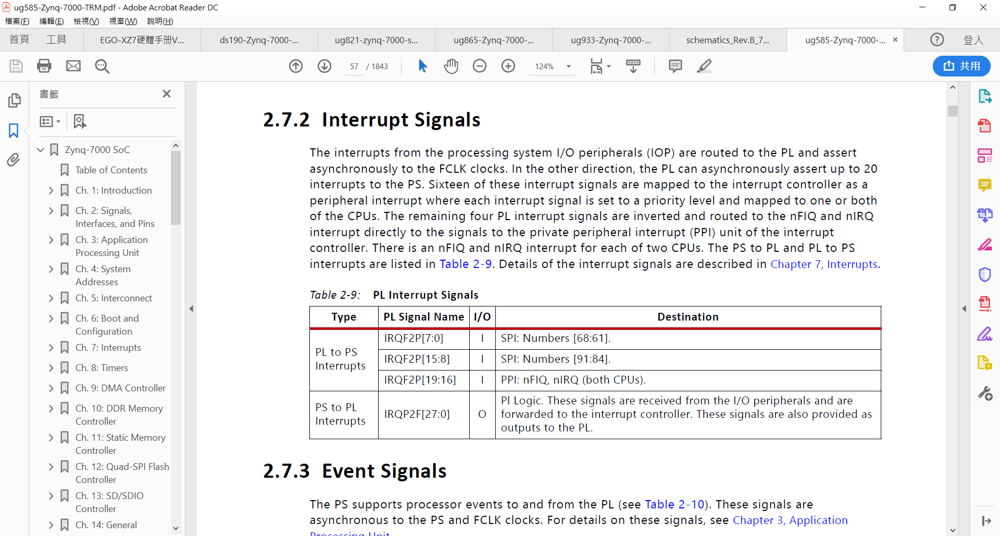 ug585-Zynq-7000-TRM.pdf - Adobe Acrobat Reader DC
檔案(F) 編輯(E) 檢視(V) 視窗(W) 說明(H)
首頁 工具 EGO-XZ7硬體手册V... ds190-Zynq-7000-... ug821-zynq-7000-s... ug865-Zynq-7000-... ug933-Zynq-7000-... schematics_Rev.B_7... ug585-Zynq-7000-... 登入
57 / 1843 124% 共用
書籤
Zynq-7000 SoC
Table of Contents
Ch. 1: Introduction
Ch. 2: Signals,
Interfaces, and Pins
Ch. 3: Application
Processing Unit
Ch. 4: System
Addresses
Ch. 5: Interconnect
Ch. 6: Boot and
Configuration
Ch. 7: Interrupts
Ch. 8: Timers
Ch. 9: DMA Controller
Ch. 10: DDR Memory
Controller
Ch. 11: Static Memory
Controller
Ch. 12: Quad-SPI Flash
Controller
Ch. 13: SD/SDIO
Controller
Ch. 14: General
2.7.2 Interrupt Signals
The interrupts from the processing system I/O peripherals (IOP) are routed to the PL and assert
asynchronously to the FCLK clocks. In the other direction, the PL can asynchronously assert up to 20
interrupts to the PS. Sixteen of these interrupt signals are mapped to the interrupt controller as a
peripheral interrupt where each interrupt signal is set to a priority level and mapped to one or both
of the CPUs. The remaining four PL interrupt signals are inverted and routed to the nFIQ and nIRQ
interrupt directly to the signals to the private peripheral interrupt (PPI) unit of the interrupt
controller. There is an nFIQ and nIRQ interrupt for each of two CPUs. The PS to PL and PL to PS
interrupts are listed in Table 2-9. Details of the interrupt signals are described in Chapter 7, Interrupts.
Table 2-9: PL Interrupt Signals
Type PL Signal Name I/O Destination
PL to PS
Interrupts
IRQF2P[7:0] I SPI: Numbers [68:61].
IRQF2P[15:8] I SPI: Numbers [91:84].
IRQF2P[19:16] I PPI: nFIQ, nIRQ (both CPUs).
PS to PL
Interrupts
IRQP2F[27:0] O
Pl Logic. These signals are received from the I/O peripherals and are
forwarded to the interrupt controller. These signals are also provided as
outputs to the PL.
2.7.3 Event Signals
The PS supports processor events to and from the PL (see Table 2-10). These signals are
asynchronous to the PS and FCLK clocks. For details on these signals, see Chapter 3, Application
Processing Unit.